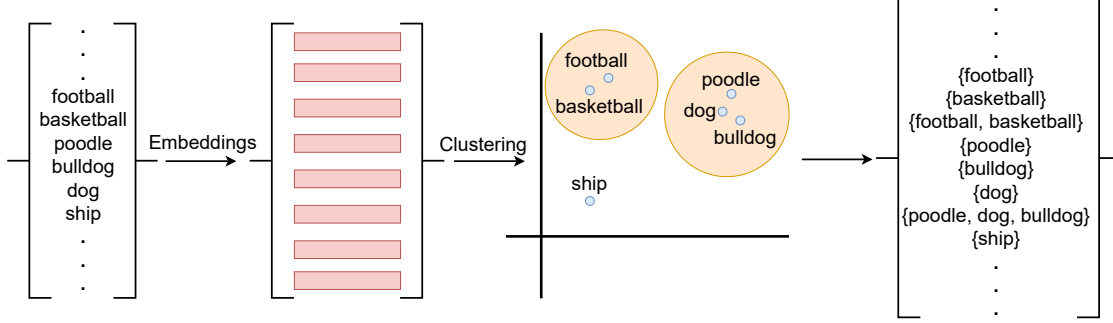 football
basketball
poodle
bulldog
dog
ship
Embeddings
Clustering
football
basketball
poodle
dog
bulldog
ship
{football}
{basketball}
{football, basketball}
{poodle}
{bulldog}
{dog}
{poodle, dog, bulldog}
{ship}